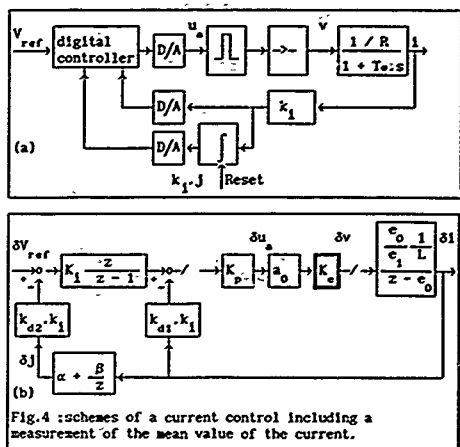 V_ref digital controller D/A u_a v 1 / R i
->-
1 + Te.s
D/A k_i
D/A ∫
(a) k_i.j Reset
δV_ref δu_a δv e_0 1 δi
K_i z K_p a_0 K_e e_1 L
z - 1 z - e_0
k_d2.k_i k_d1.k_i
δj α + β
z
(b)
Fig.4 :schemes of a current control including a
measurement of the mean value of the current.